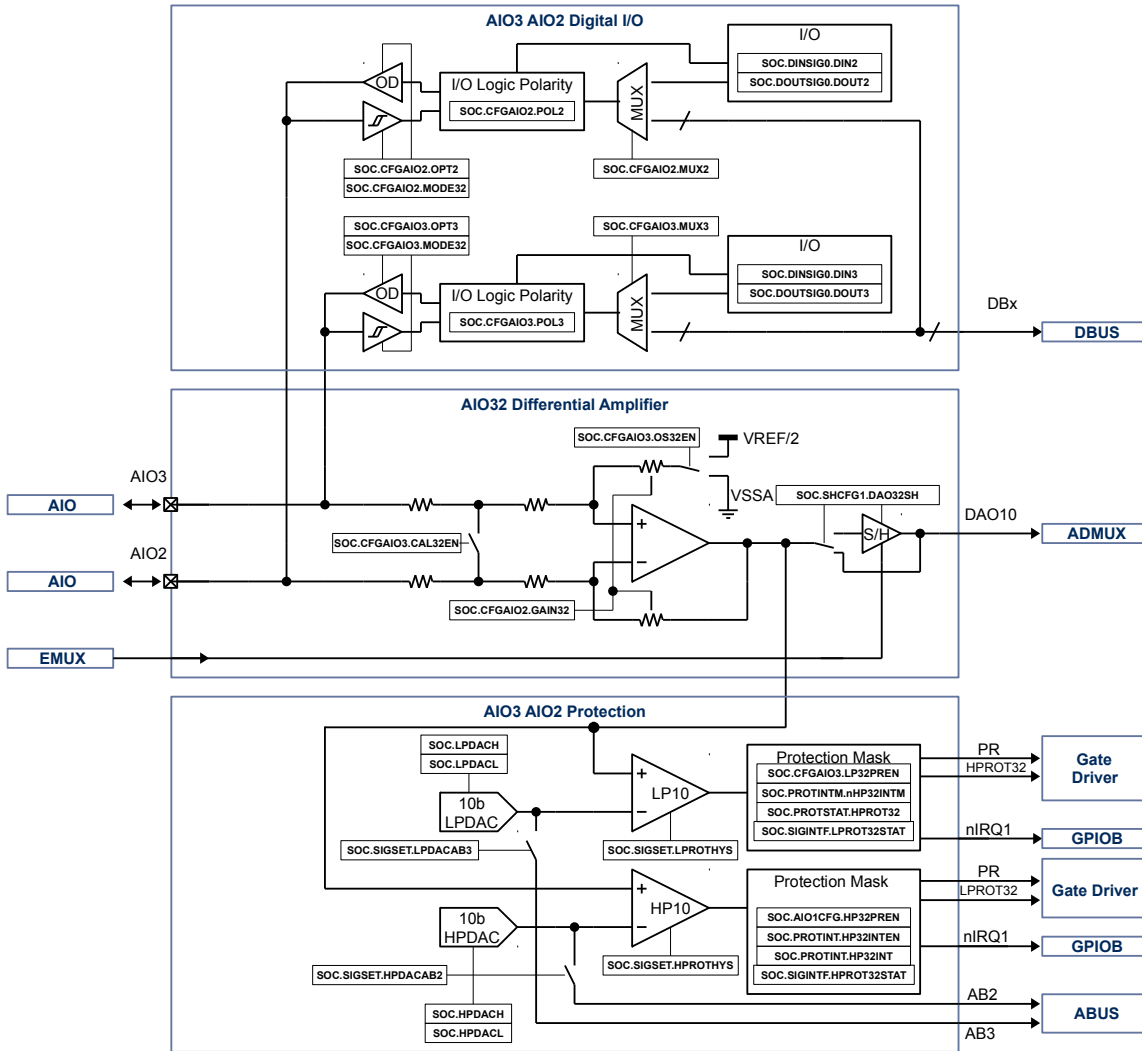 AIO3 AIO2 Digital I/O
I/O
SOC.DINSIG0.DIN2
SOC.DOUTSIG0.DOUT2
OD
I/O Logic Polarity
SOC.CFGAIO2.POL2
MUX
SOC.CFGAIO2.OPT2
SOC.CFGAIO2.MODE32
SOC.CFGAIO2.MUX2
SOC.CFGAIO3.OPT3
SOC.CFGAIO3.MODE32
SOC.CFGAIO3.MUX3
I/O
SOC.DINSIG0.DIN3
SOC.DOUTSIG0.DOUT3
OD
I/O Logic Polarity
SOC.CFGAIO3.POL3
MUX
DBx
DBUS
AIO32 Differential Amplifier
SOC.CFGAIO3.OS32EN
VREF/2
VSSA
SOC.SHCFG1.DAO32SH
AIO3
AIO
S/H
DAO10
ADMUX
SOC.CFGAIO3.CAL32EN
AIO2
AIO
SOC.CFGAIO2.GAIN32
EMUX
AIO3 AIO2 Protection
SOC.LPDACH
SOC.LPDACL
10b
LPDAC
LP10
Protection Mask
SOC.CFGAIO3.LP32PREN
SOC.PROTINTM.nHP32INTM
SOC.PROTSTAT.HPROT32
SOC.SIGINTF.LPROT32STAT
PR
HPROT32
Gate
Driver
nIRQ1
GPIOB
SOC.SIGSET.LPDACAB3
SOC.SIGSET.LPROTHYS
10b
HPDAC
HP10
Protection Mask
SOC.AIO1CFG.HP32PREN
SOC.PROTINT.HP32INTEN
SOC.PROTINT.HP32INT
SOC.SIGINTF.HPROT32STAT
PR
LPROT32
Gate Driver
nIRQ1
GPIOB
SOC.SIGSET.HPDACAB2
SOC.SIGSET.HPROTHYS
SOC.HPDACH
SOC.HPDACL
AB2
AB3
ABUS